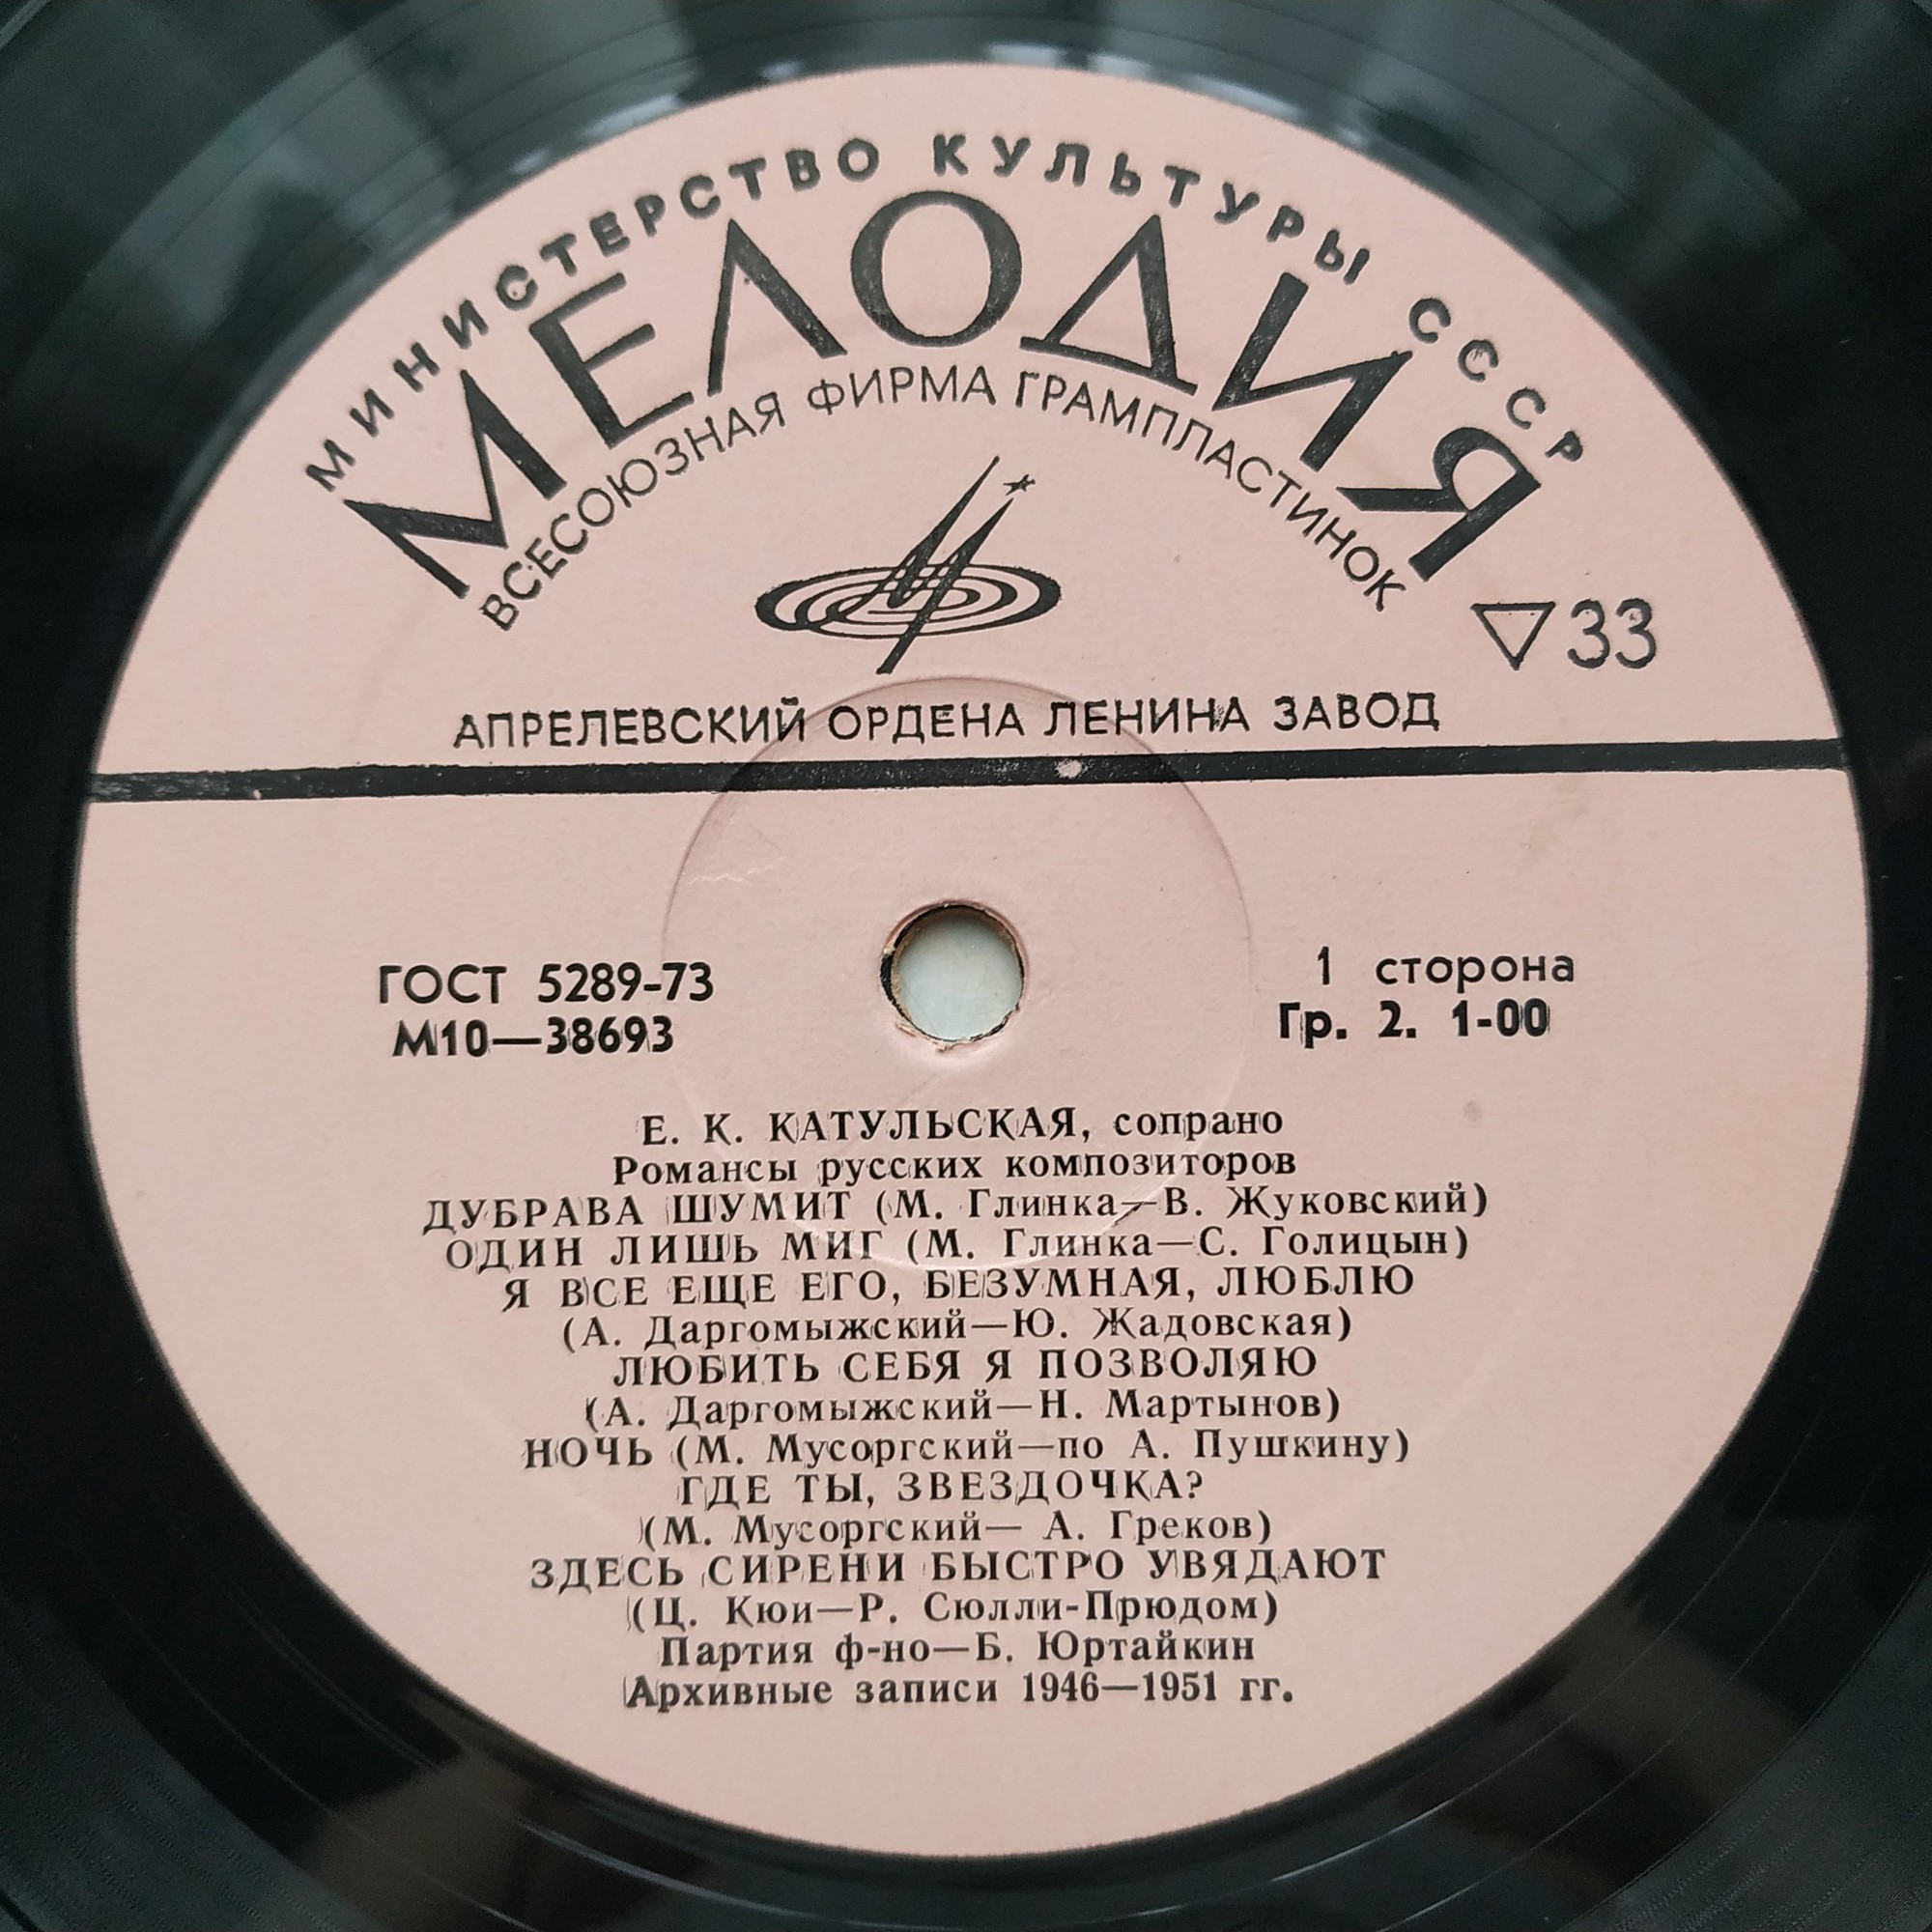 МИНИСТЕРСТВО КУЛЬТУРЫ СССР
МЕЛОДИЯ
ВСЕСОЮЗНАЯ ФИРМА ГРАМПЛАСТИНОК
▽33
АПРЕЛЕВСКИЙ ОРДЕНА ЛЕНИНА ЗАВОД
ГОСТ 5289-73
М10—38693
1 сторона
Гр. 2. 1-00
Е. К. КАТУЛЬСКАЯ, сопрано
Романсы русских композиторов
ДУБРАВА ШУМИТ (М. Глинка—В. Жуковский)
ОДИН ЛИШЬ МИГ (М. Глинка—С. Голицын)
Я ВСЕ ЕЩЕ ЕГО, БЕЗУМНАЯ, ЛЮБЛЮ
(А. Даргомыжский—Ю. Жадовская)
ЛЮБИТЬ СЕБЯ Я ПОЗВОЛЯЮ
(А. Даргомыжский—Н. Мартынов)
НОЧЬ (М. Мусоргский—по А. Пушкину)
ГДЕ ТЫ, ЗВЕЗДОЧКА?
(М. Мусоргский— А. Греков)
ЗДЕСЬ СИРЕНИ БЫСТРО УВЯДАЮТ
(Ц. Кюи—Р. Сюлли-Прюдом)
Партия ф-но—Б. Юртайкин
Архивные записи 1946—1951 гг.